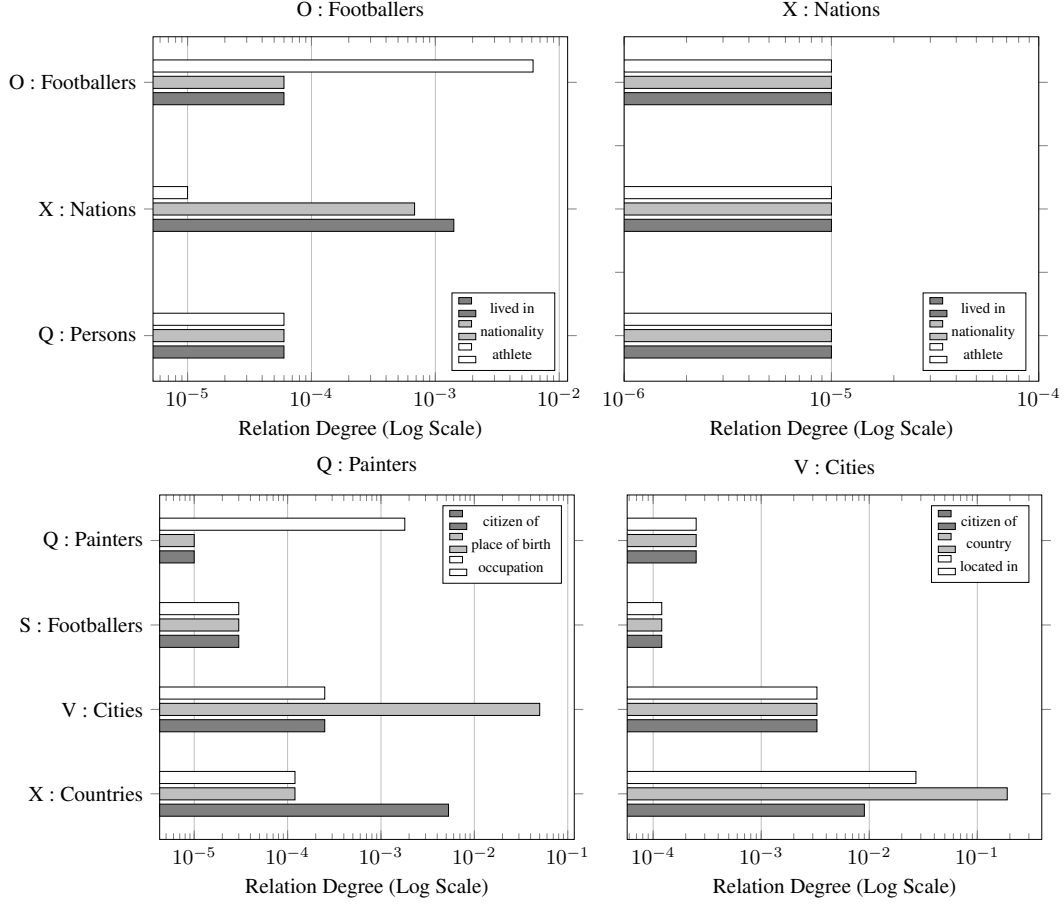 O : Footballers
X : Nations
O : Footballers
X : Nations
Q : Persons
lived in
nationality
athlete
lived in
nationality
athlete
10^−5
10^−4
10^−3
10^−2
10^−6
10^−5
10^−4
Relation Degree (Log Scale)
Relation Degree (Log Scale)
Q : Painters
V : Cities
Q : Painters
S : Footballers
V : Cities
X : Countries
citizen of
place of birth
occupation
citizen of
country
located in
10^−5
10^−4
10^−3
10^−2
10^−1
10^−4
10^−3
10^−2
10^−1
Relation Degree (Log Scale)
Relation Degree (Log Scale)